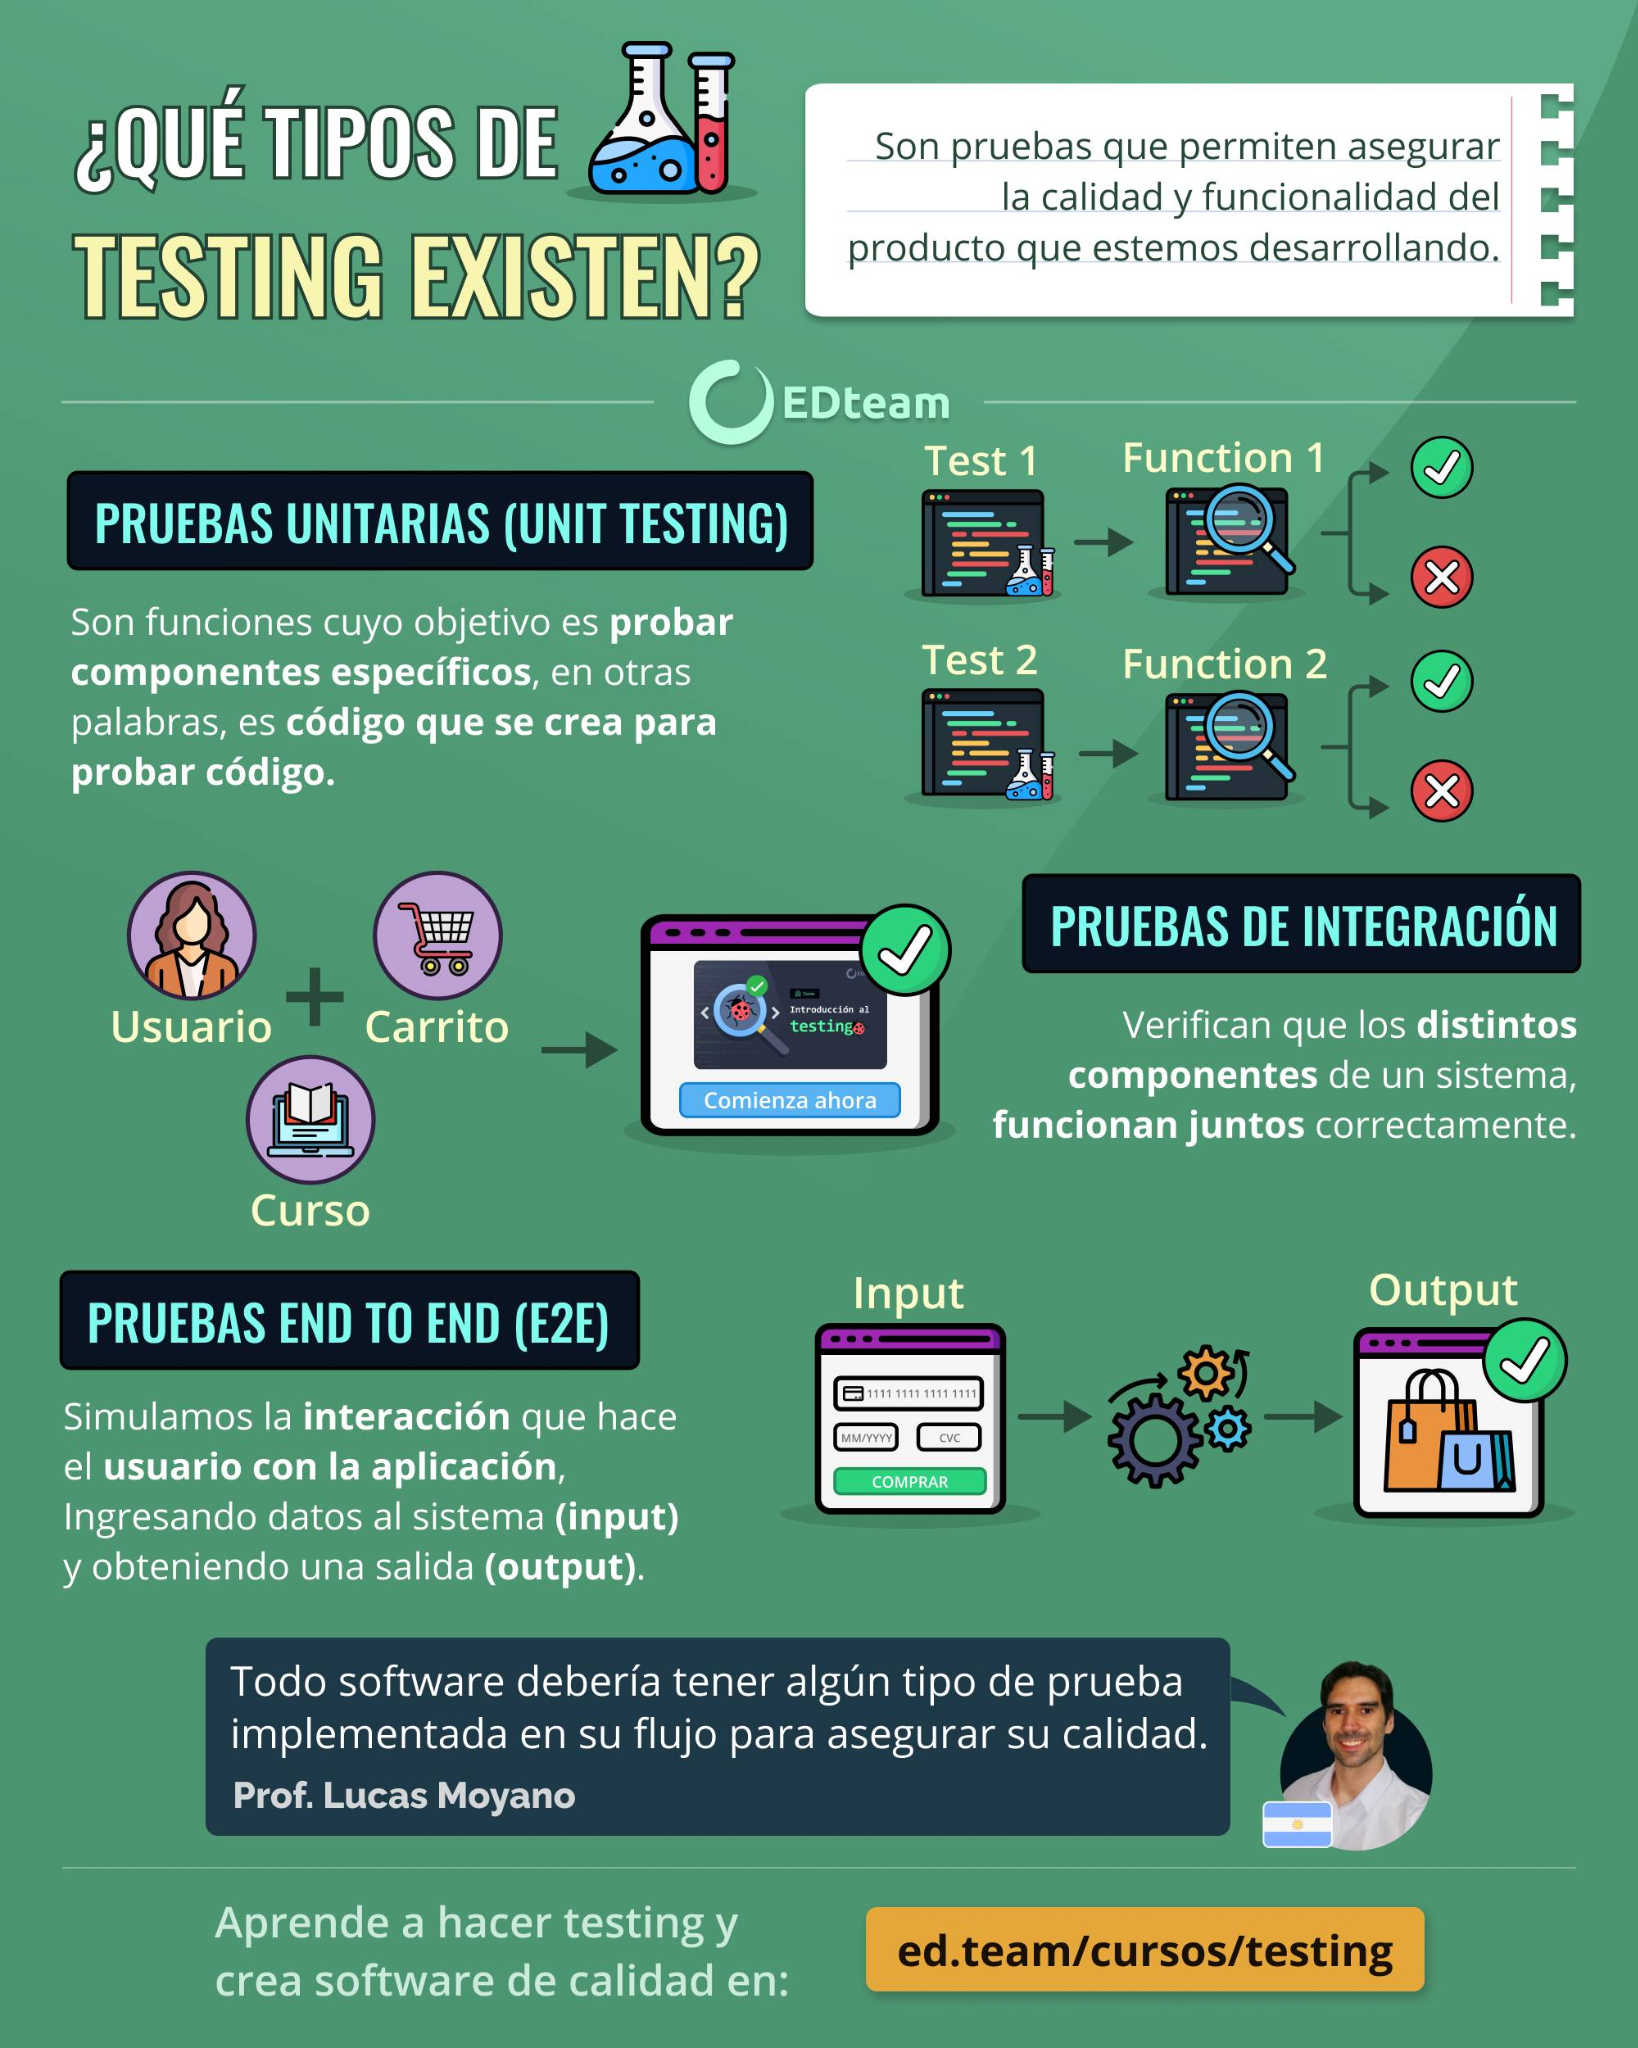 ¿QUÉ TIPOS DE
TESTING EXISTEN?
Son pruebas que permiten asegurar
la calidad y funcionalidad del
producto que estemos desarrollando.
EDteam
PRUEBAS UNITARIAS (UNIT TESTING)
Son funciones cuyo objetivo es probar
componentes específicos, en otras
palabras, es código que se crea para
probar código.
Test 1
Function 1
Test 2
Function 2
Usuario
Carrito
Curso
Curso
Introducción al
testing
Comienza ahora
PRUEBAS DE INTEGRACIÓN
Verifican que los distintos
componentes de un sistema,
funcionan juntos correctamente.
PRUEBAS END TO END (E2E)
Simulamos la interacción que hace
el usuario con la aplicación,
Ingresando datos al sistema (input)
y obteniendo una salida (output).
Input
1111 1111 1111 1111
MM/YYYY
CVC
COMPRAR
Output
Todo software debería tener algún tipo de prueba
implementada en su flujo para asegurar su calidad.
Prof. Lucas Moyano
Aprende a hacer testing y
crea software de calidad en:
ed.team/cursos/testing